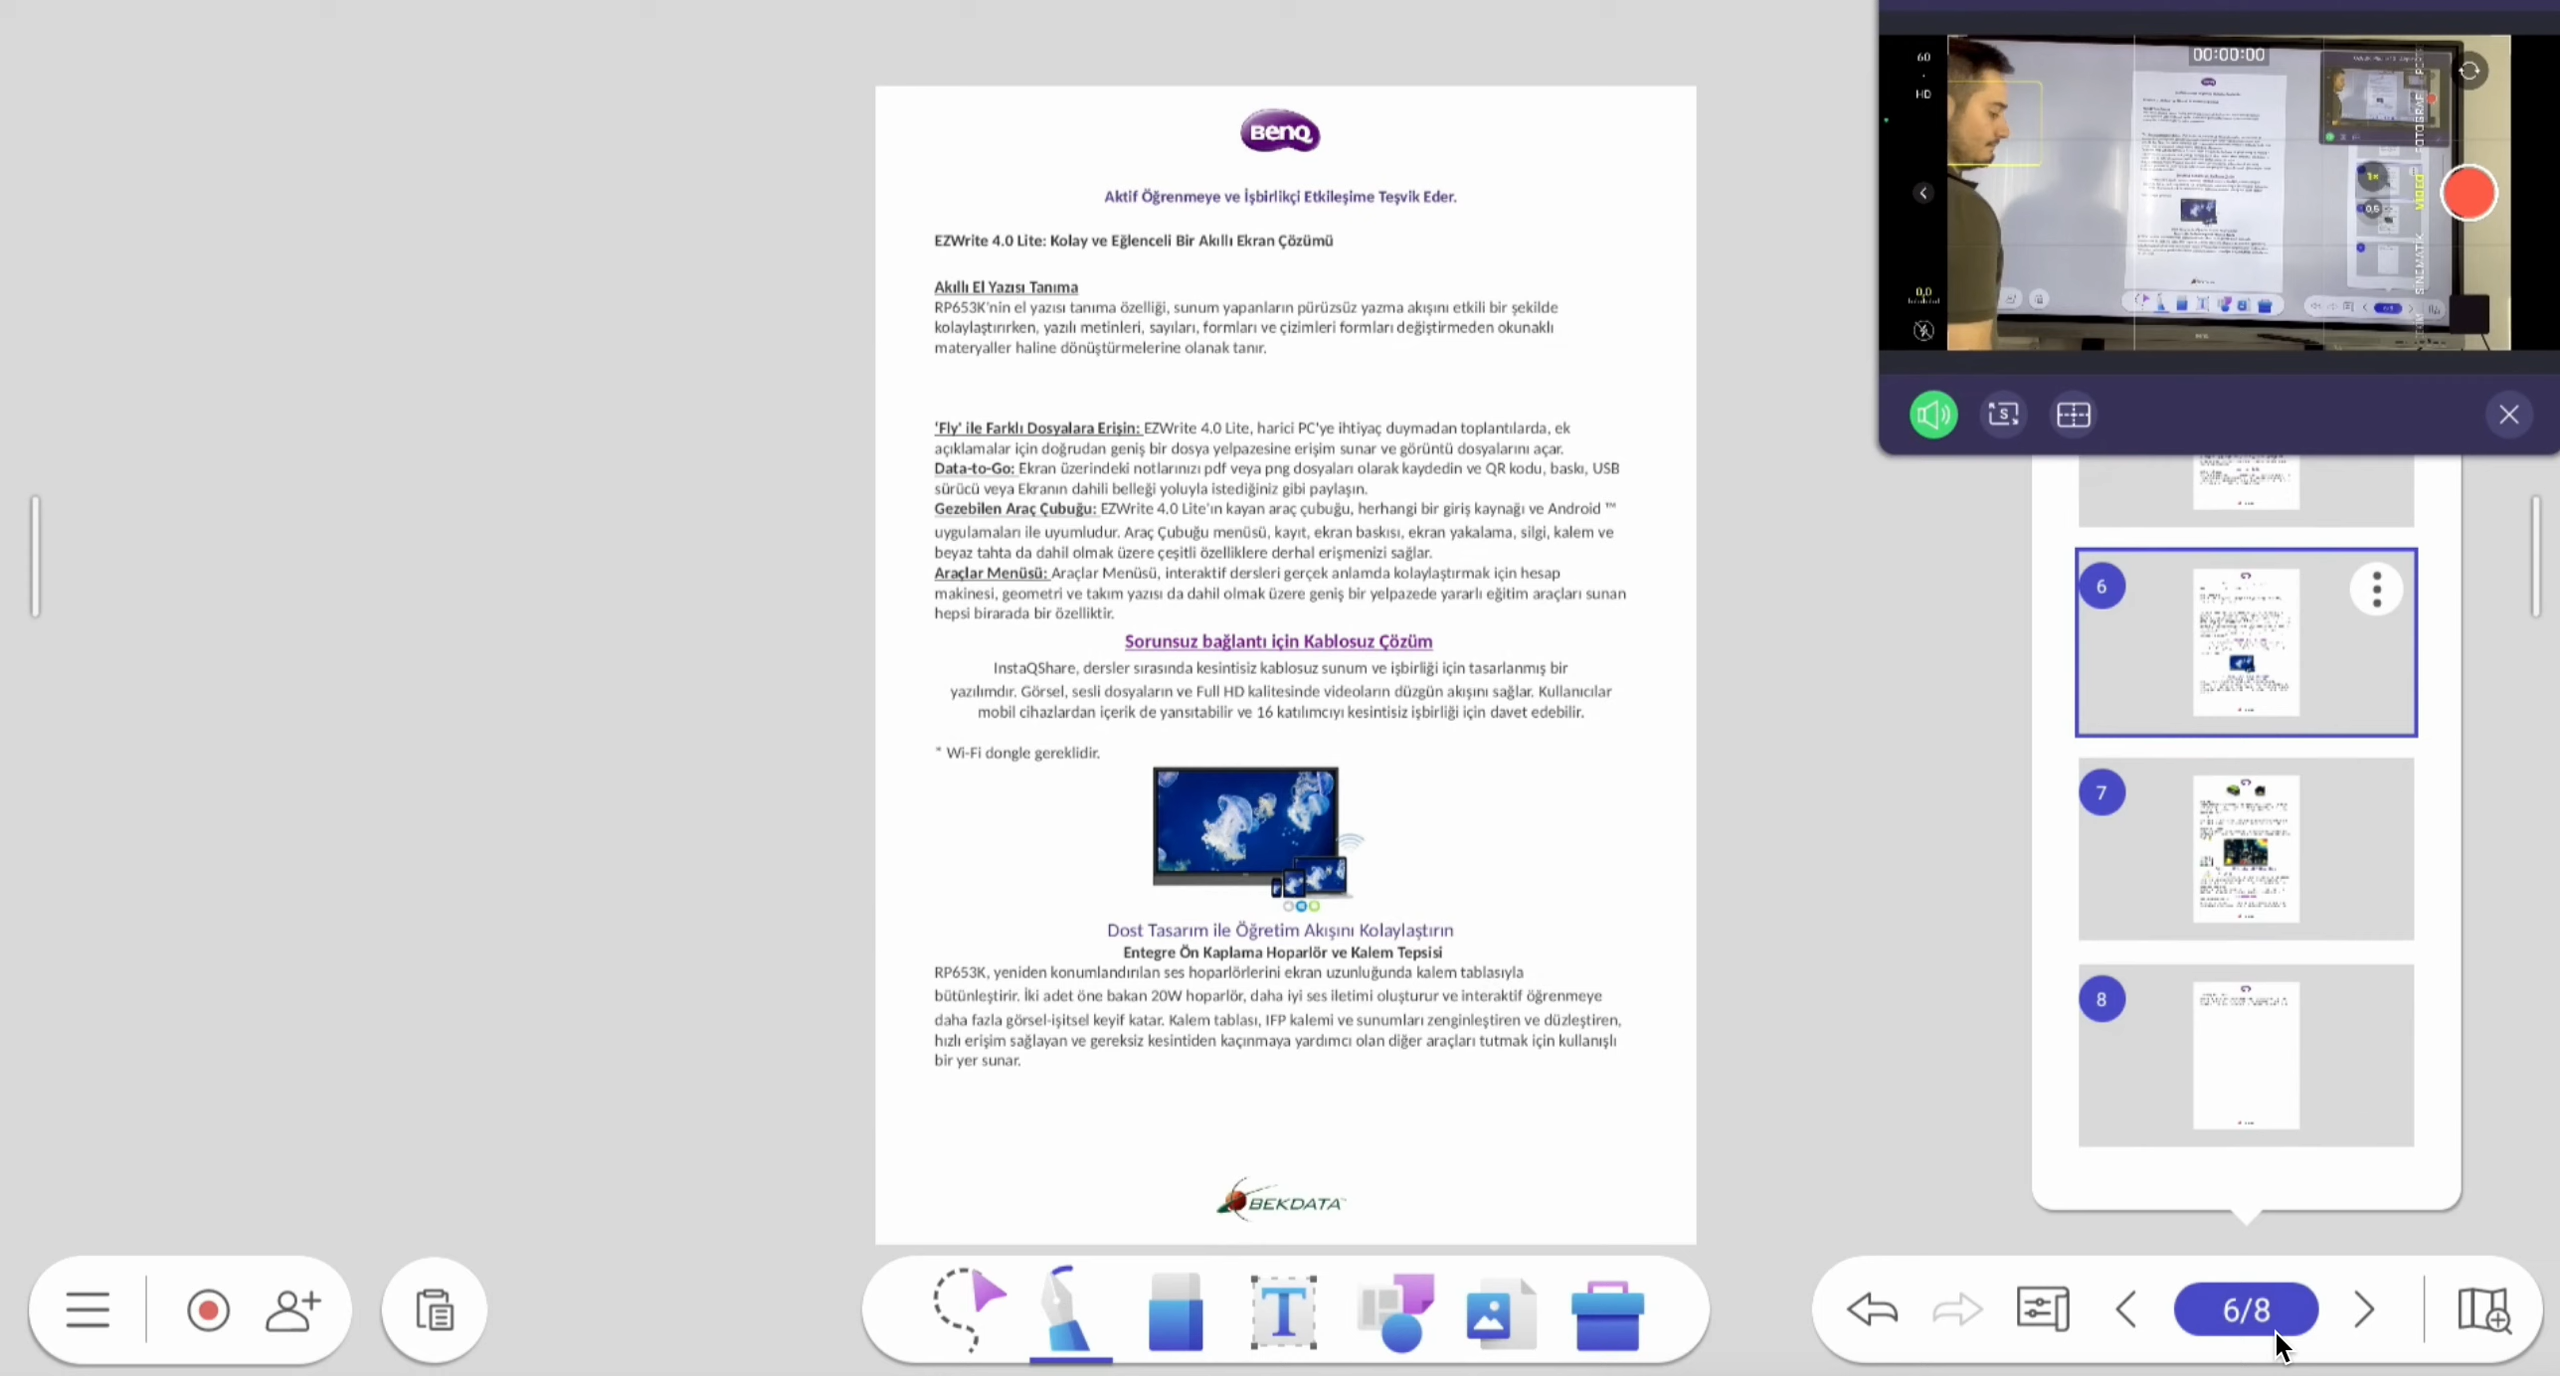 BenQ
Aktif Öğrenmeye ve İşbirlikçi Etkileşime Teşvik Eder.
EZWrite 4.0 Lite: Kolay ve Eğlenceli Bir Akıllı Ekran Çözümü
Akıllı El Yazısı Tanıma
RP653K'nin el yazısı tanıma özelliği, sunum yapanların pürüzsüz yazma akışını etkili bir şekilde
kolaylaştırırken, yazılı metinleri, sayıları, formları ve çizimleri formları değiştirmeden okunaklı
materyaller haline dönüştürmelerine olanak tanır.
'Fly' ile Farklı Dosyalara Erişin: EZWrite 4.0 Lite, harici PC'ye ihtiyaç duymadan toplantılarda, ek
açıklamalar için doğrudan geniş bir dosya yelpazesine erişim sunar ve görüntü dosyalarını açar.
Data-to-Go: Ekran üzerindeki notlarınızı pdf veya png dosyaları olarak kaydedin ve QR kodu, baskı, USB
sürücü veya Ekranın dahili belleği yoluyla istediğiniz gibi paylaşın.
Gezebilen Araç Çubuğu: EZWrite 4.0 Lite'ın kayan araç çubuğu, herhangi bir giriş kaynağı ve Android ™
uygulamaları ile uyumludur. Araç Çubuğu menüsü, kayıt, ekran baskısı, ekran yakalama, silgi, kalem ve
beyaz tahta da dahil olmak üzere çeşitli özelliklere derhal erişmenizi sağlar.
Araçlar Menüsü: Araçlar Menüsü, interaktif dersleri gerçek anlamda kolaylaştırmak için hesap
makinesi, geometri ve takım yazısı da dahil olmak üzere geniş bir yelpazede yararlı eğitim araçları sunan
hepsi birarada bir özelliktir.
Sorunsuz bağlantı için Kablosuz Çözüm
InstaQShare, dersler sırasında kesintisiz kablosuz sunum ve işbirliği için tasarlanmış bir
yazılımdır. Görsel, sesli dosyaların ve Full HD kalitesinde videoların düzgün akışını sağlar. Kullanıcılar
mobil cihazlardan içerik de yansıtabilir ve 16 katılımcıyı kesintisiz işbirliği için davet edebilir.
* Wi-Fi dongle gereklidir.
Dost Tasarım ile Öğretim Akışını Kolaylaştırın
Entegre Ön Kaplama Hoparlör ve Kalem Tepsisi
RP653K, yeniden konumlandırılan ses hoparlörlerini ekran uzunluğunda kalem tablasıyla
bütünleştirir. İki adet öne bakan 20W hoparlör, daha iyi ses iletimi oluşturur ve interaktif öğrenmeye
daha fazla görsel-işitsel keyif katar. Kalem tablası, IFP kalemi ve sunumları zenginleştiren ve düzleştiren,
hızlı erişim sağlayan ve gereksiz kesintiden kaçınmaya yardımcı olan diğer araçları tutmak için kullanışlı
bir yer sunar.
BEKDATA
60
HD
0,0
00:00:00
FOTOĞRAF
VIDEO
SİNEMATİK
1x
0,5
S
6
7
8
T
6/8